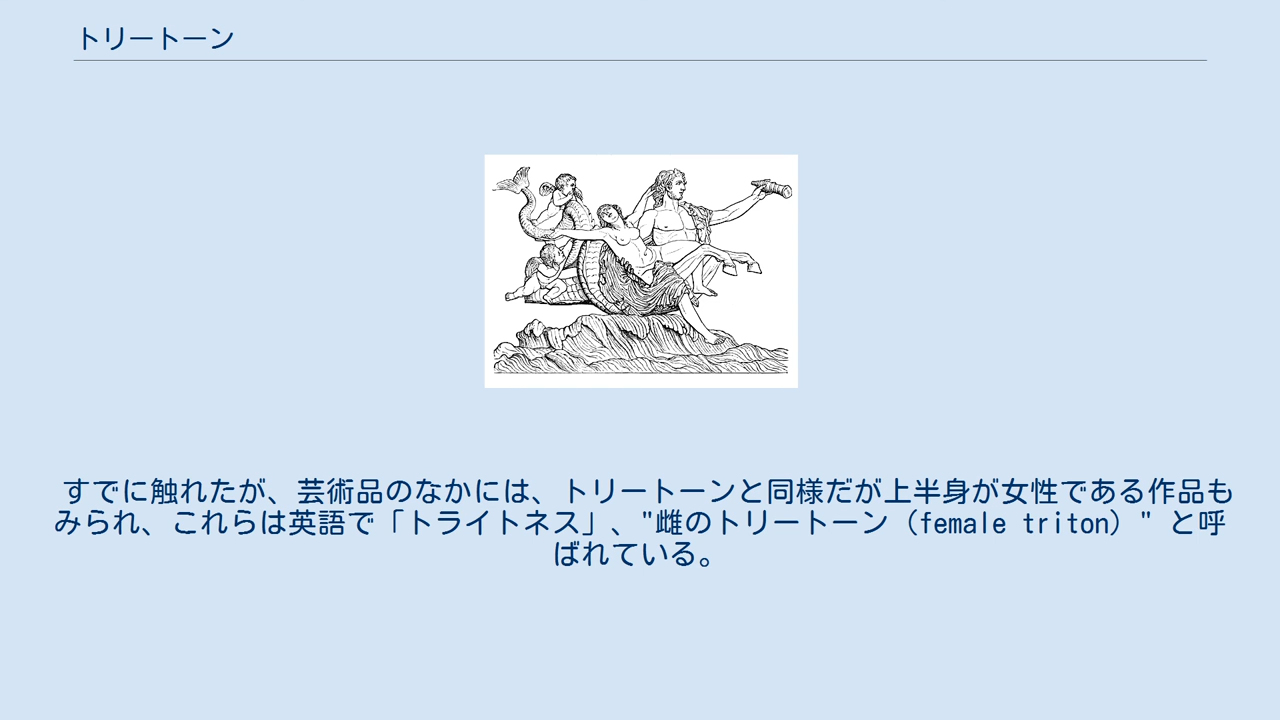 トリートーン
すでに触れたが、芸術品のなかには、トリートーンと同様だが上半身が女性である作品も
みられ、これらは英語で「トライトネス」、"雌のトリートーン（female triton）" と呼
ばれている。